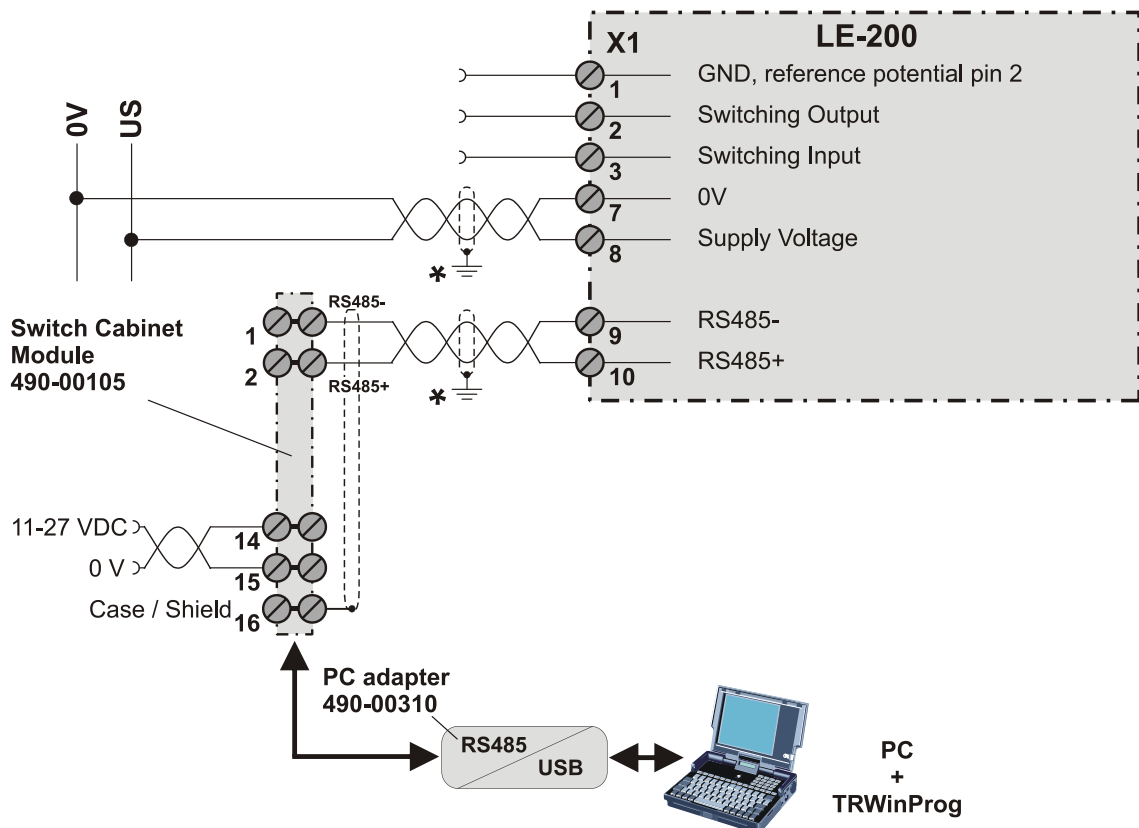 X1
LE-200
1
GND, reference potential pin 2
2
Switching Output
3
Switching Input
0V
US
7
0V
8
Supply Voltage
*
Switch Cabinet
Module
490-00105
1
RS485-
2
RS485+
*
9
RS485-
10
RS485+
11-27 VDC
14
0 V
15
Case / Shield
16
PC adapter
490-00310
RS485
USB
PC
+
TRWinProg